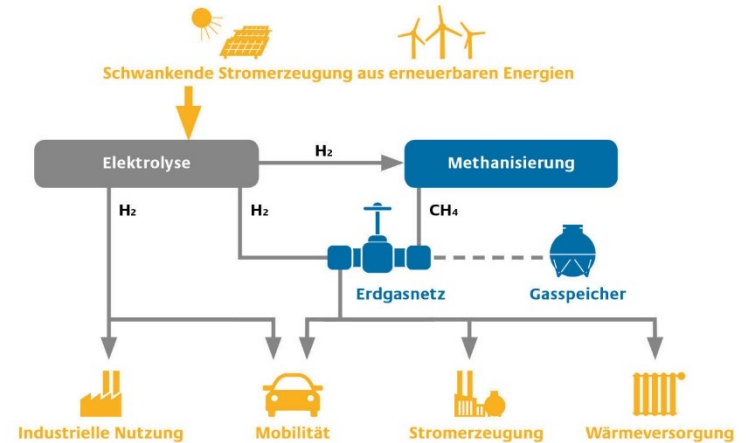 Schwankende Stromerzeugung aus erneuerbaren Energien
Elektrolyse
H₂
Methanisierung
H₂
H₂
CH₄
Erdgasnetz
Gasspeicher
Industrielle Nutzung
Mobilität
Stromerzeugung
Wärmeversorgung